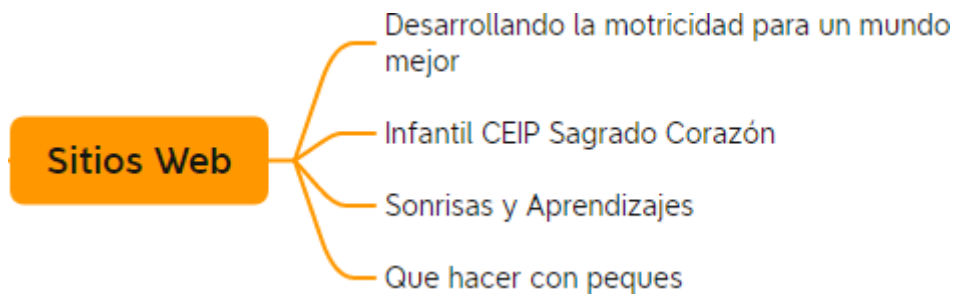 Sitios Web
Desarrollando la motricidad para un mundo
mejor
Infantil CEIP Sagrado Corazón
Sonrisas y Aprendizajes
Que hacer con peques